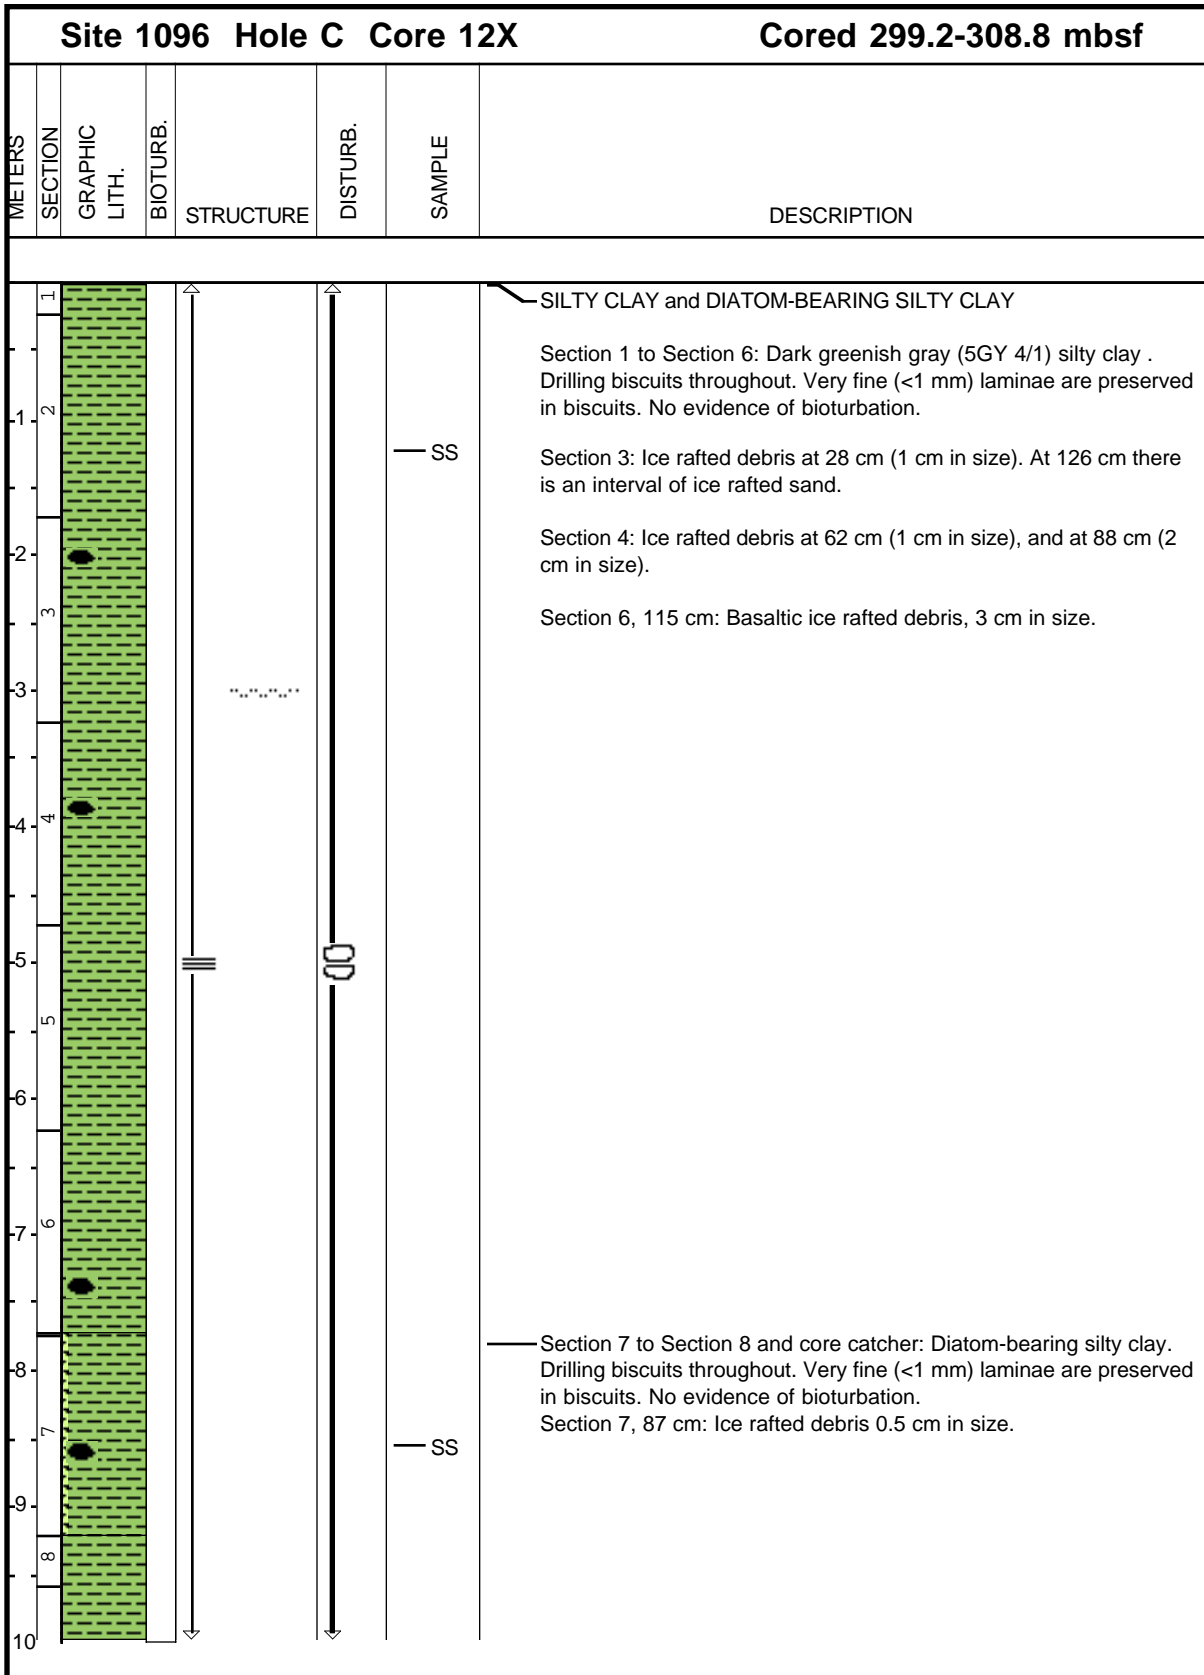 Site 1096 Hole C Core 12X Cored 299.2-308.8 mbsf
METERS
SECTION
GRAPHIC
LITH.
BIOTURB.
STRUCTURE
DISTURB.
SAMPLE
DESCRIPTION
1
SILTY CLAY and DIATOM-BEARING SILTY CLAY
Section 1 to Section 6: Dark greenish gray (5GY 4/1) silty clay .
Drilling biscuits throughout. Very fine (<1 mm) laminae are preserved
in biscuits. No evidence of bioturbation.
1
2
SS
Section 3: Ice rafted debris at 28 cm (1 cm in size). At 126 cm there
is an interval of ice rafted sand.
Section 4: Ice rafted debris at 62 cm (1 cm in size), and at 88 cm (2
cm in size).
2
3
Section 6, 115 cm: Basaltic ice rafted debris, 3 cm in size.
3
4
4
5
5
6
6
7
Section 7 to Section 8 and core catcher: Diatom-bearing silty clay.
Drilling biscuits throughout. Very fine (<1 mm) laminae are preserved
in biscuits. No evidence of bioturbation.
Section 7, 87 cm: Ice rafted debris 0.5 cm in size.
8
7
SS
9
8
10